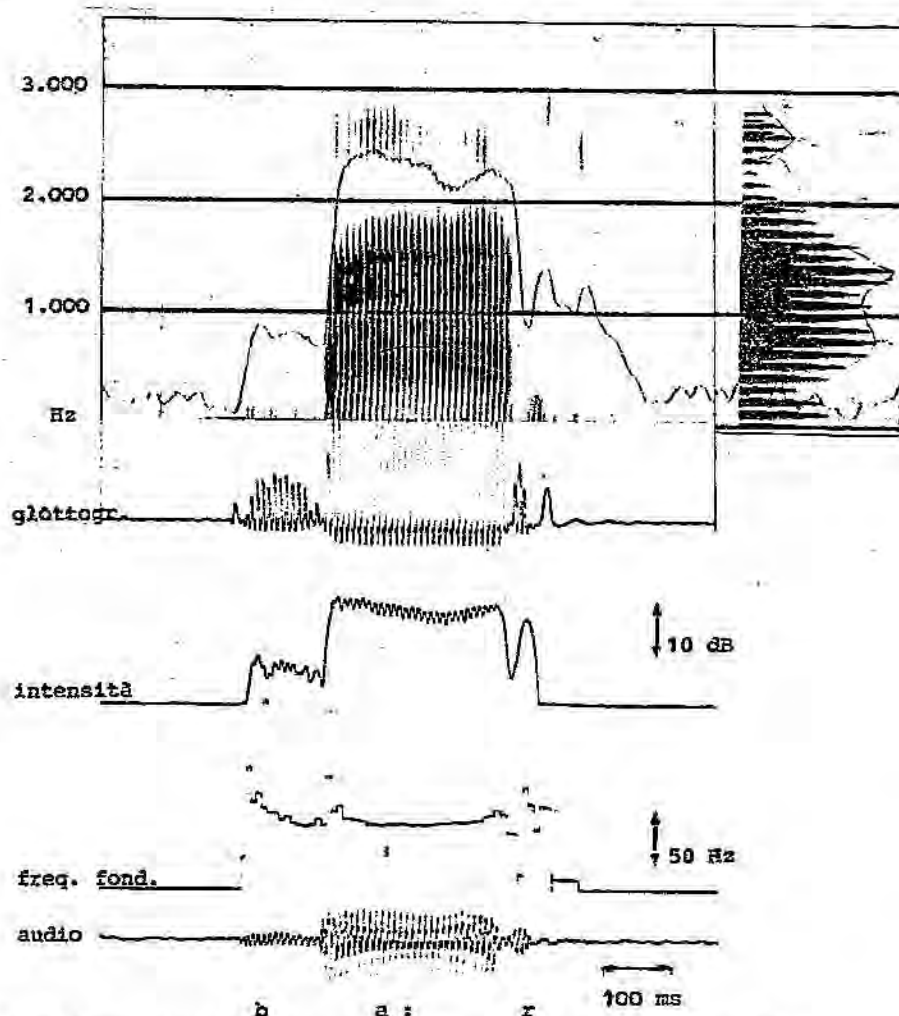 3.000
2.000
1.000
Hz
glottogr.
10 dB
intensità
50 Hz
freq. fond.
audio
100 ms
b a: r